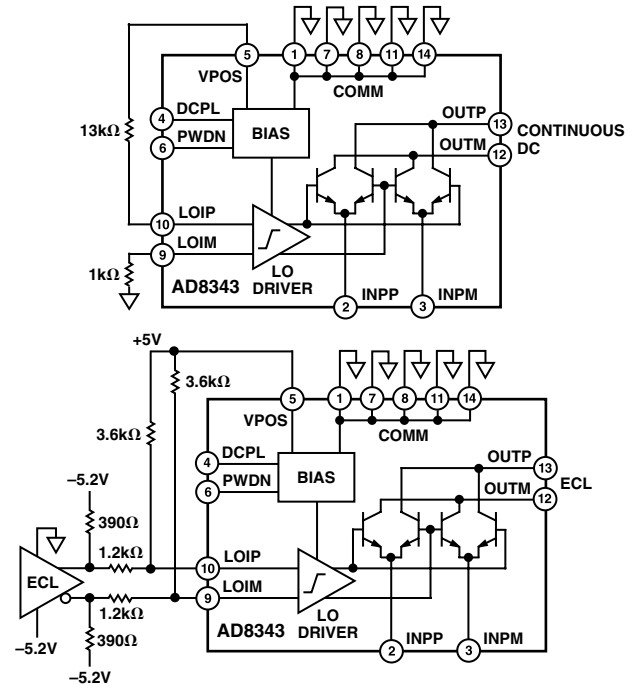 5
1
7
8
11
14
VPOS
COMM
4
DCPL
OUTP
13
CONTINUOUS
DC
13kΩ
6
PWDN
BIAS
OUTM
12
10
LOIP
9
LOIM
1kΩ
LO
DRIVER
AD8343
2
INPP
3
INPM
+5V
3.6kΩ
5
1
7
8
11
14
VPOS
COMM
3.6kΩ
4
DCPL
OUTP
13
ECL
6
PWDN
BIAS
OUTM
12
–5.2V
390Ω
1.2kΩ
10
LOIP
ECL
9
LOIM
1.2kΩ
LO
DRIVER
–5.2V
390Ω
AD8343
2
INPP
3
INPM
–5.2V